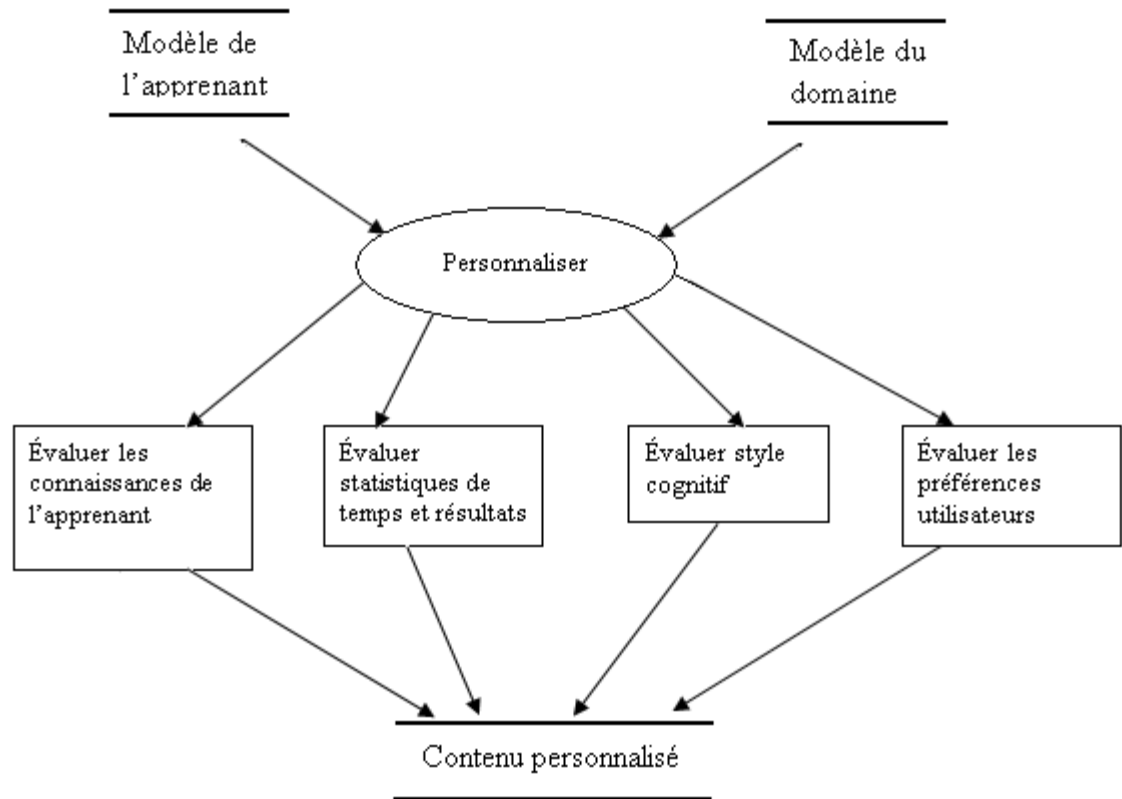 Modèle de
l'apprenant
Modèle du
domaine
Personnaliser
Évaluer les
connaissances de
l'apprenant
Évaluer
statistiques de
temps et résultats
Évaluer style
cognitif
Évaluer les
préférences
utilisateurs
Contenu personnalisé